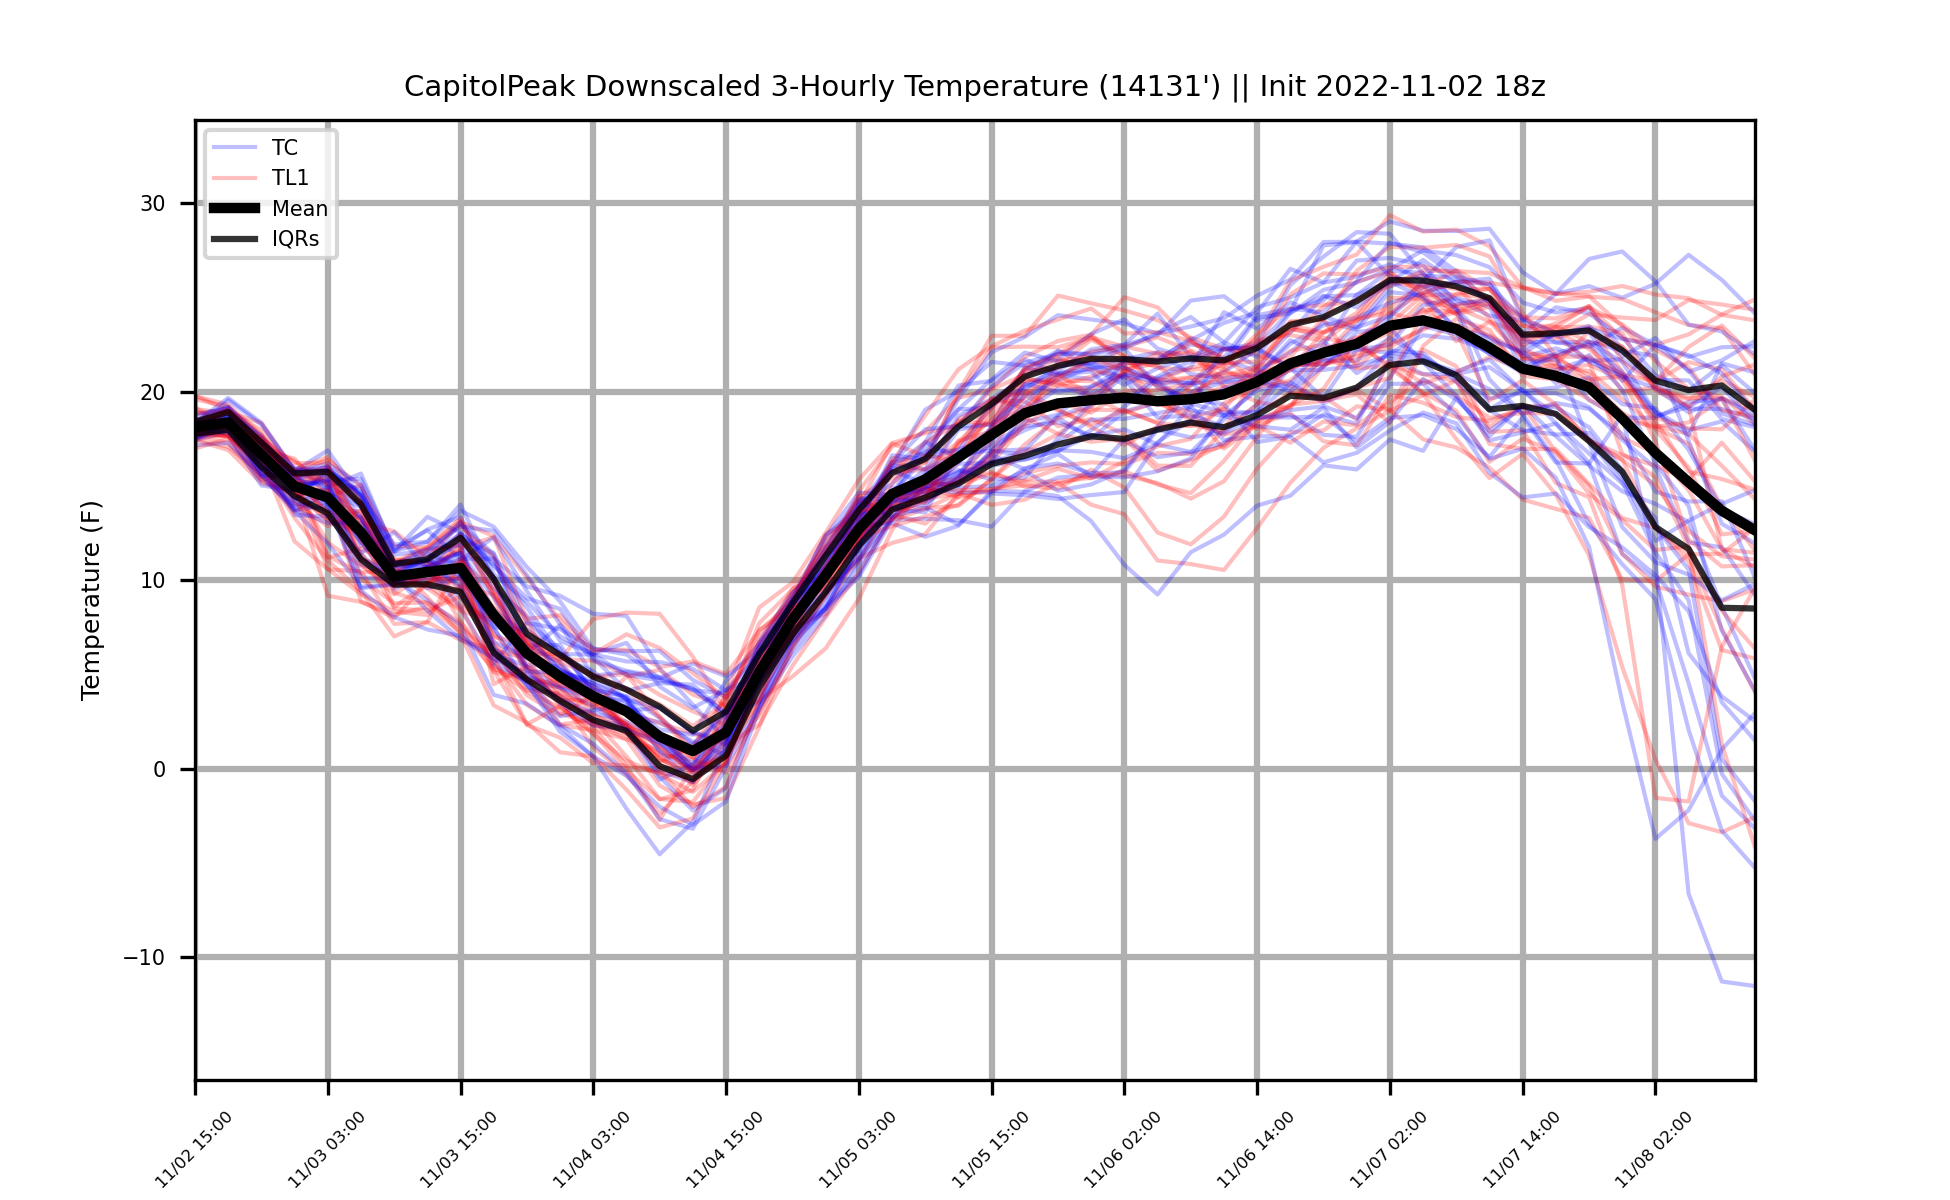 CapitolPeak Downscaled 3-Hourly Temperature (14131') || Init 2022-11-02 18z
TC
TL1
Mean
IQRs
Temperature (F)
30
20
10
0
−10
11/02 15:00
11/03 03:00
11/03 15:00
11/04 03:00
11/04 15:00
11/05 03:00
11/05 15:00
11/06 02:00
11/06 14:00
11/07 02:00
11/07 14:00
11/08 02:00